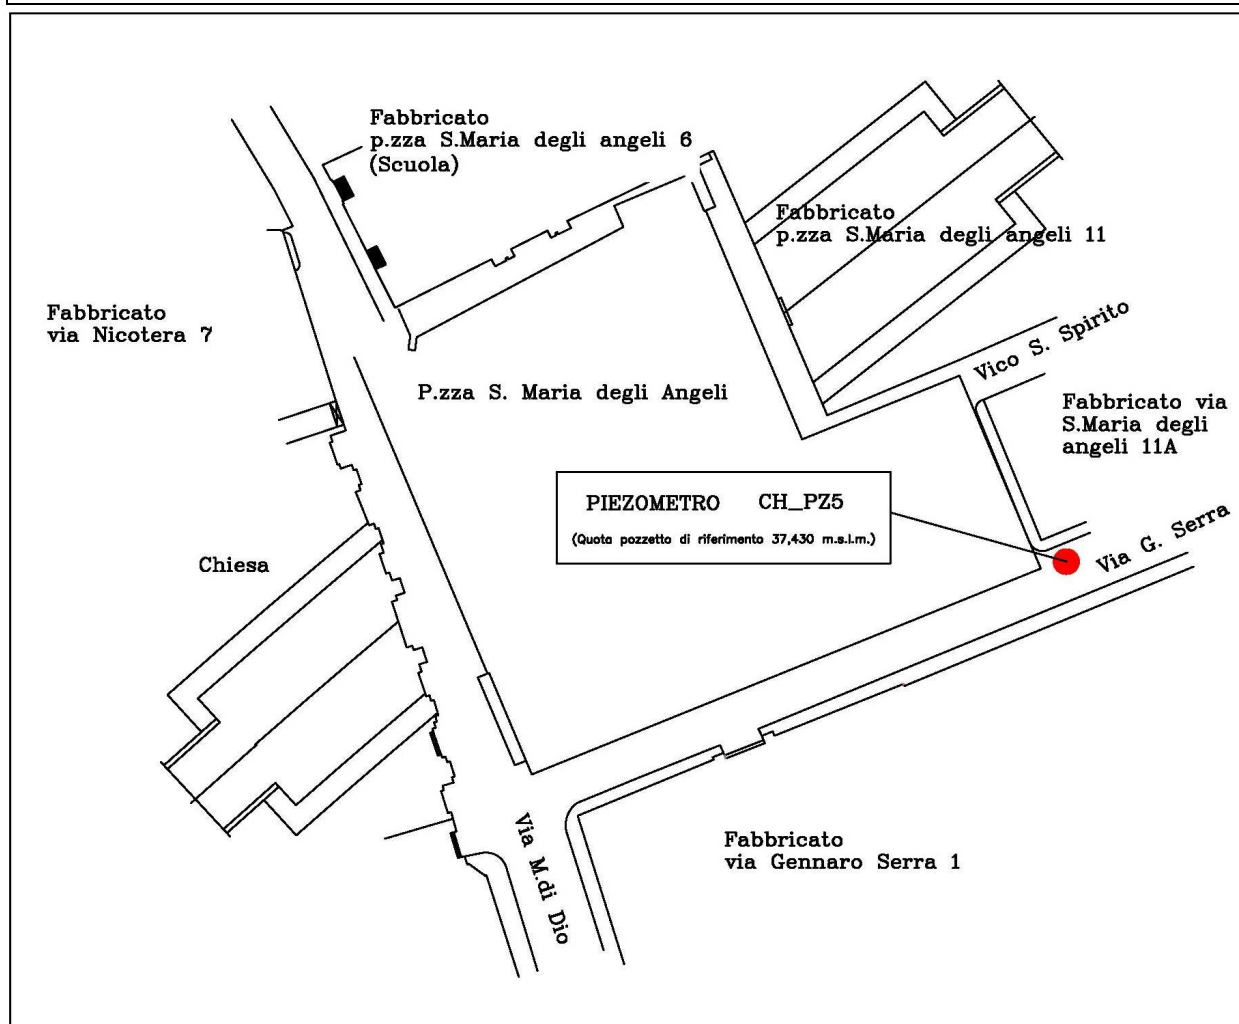 Fabbricato
p.zza S.Maria degli angeli 6
(Scuola)
Fabbricato
p.zza S.Maria degli angeli 11
Fabbricato
via Nicotera 7
Vico S. Spirito
P.zza S. Maria degli Angeli
Fabbricato via
S.Maria degli
angeli 11A
PIEZOMETRO CH_PZ5
(Quota pozzetto di riferimento 37,430 m.s.l.m.)
Via G. Serra
Chiesa
Via M.di Dio
Fabbricato
via Gennaro Serra 1